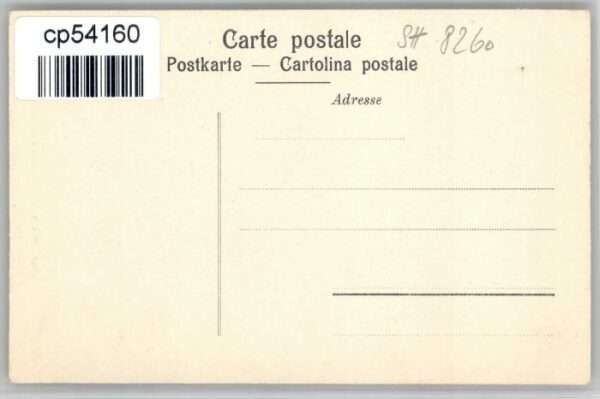 cp54160
Carte postale
SH 8260
Postkarte — Cartolina postale
Adresse